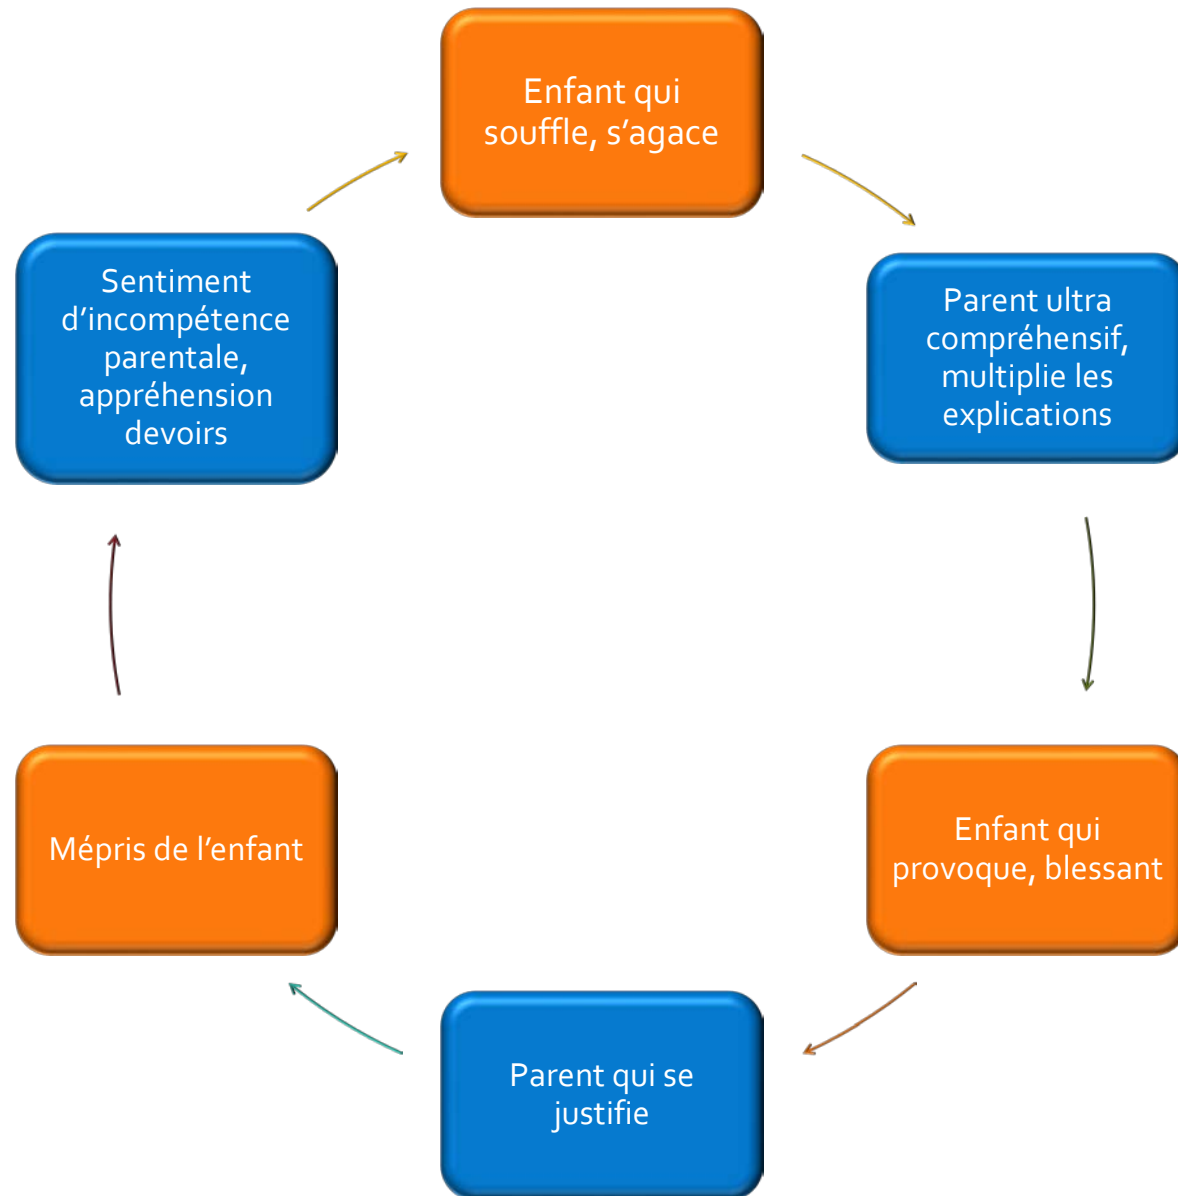 Enfant qui
souffle, s’agace
Parent ultra
compréhensif,
multiplie les
explications
Enfant qui
provoque, blessant
Parent qui se
justifie
Mépris de l’enfant
Sentiment
d’incompétence
parentale,
appréhension
devoirs